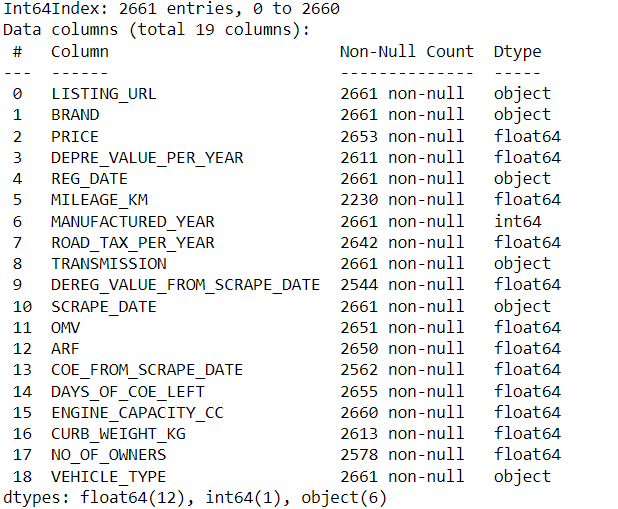 Int64Index: 2661 entries, 0 to 2660
Data columns (total 19 columns):
 #   Column                       Non-Null Count  Dtype
---  ------                       --------------  -----
 0   LISTING_URL                  2661 non-null   object
 1   BRAND                        2661 non-null   object
 2   PRICE                        2653 non-null   float64
 3   DEPRE_VALUE_PER_YEAR         2611 non-null   float64
 4   REG_DATE                     2661 non-null   object
 5   MILEAGE_KM                   2230 non-null   float64
 6   MANUFACTURED_YEAR            2661 non-null   int64
 7   ROAD_TAX_PER_YEAR            2642 non-null   float64
 8   TRANSMISSION                 2661 non-null   object
 9   DEREG_VALUE_FROM_SCRAPE_DATE  2544 non-null   float64
 10  SCRAPE_DATE                  2661 non-null   object
 11  OMV                          2651 non-null   float64
 12  ARF                          2650 non-null   float64
 13  COE_FROM_SCRAPE_DATE         2562 non-null   float64
 14  DAYS_OF_COE_LEFT             2655 non-null   float64
 15  ENGINE_CAPACITY_CC           2660 non-null   float64
 16  CURB_WEIGHT_KG               2613 non-null   float64
 17  NO_OF_OWNERS                 2578 non-null   float64
 18  VEHICLE_TYPE                 2661 non-null   object
dtypes: float64(12), int64(1), object(6)